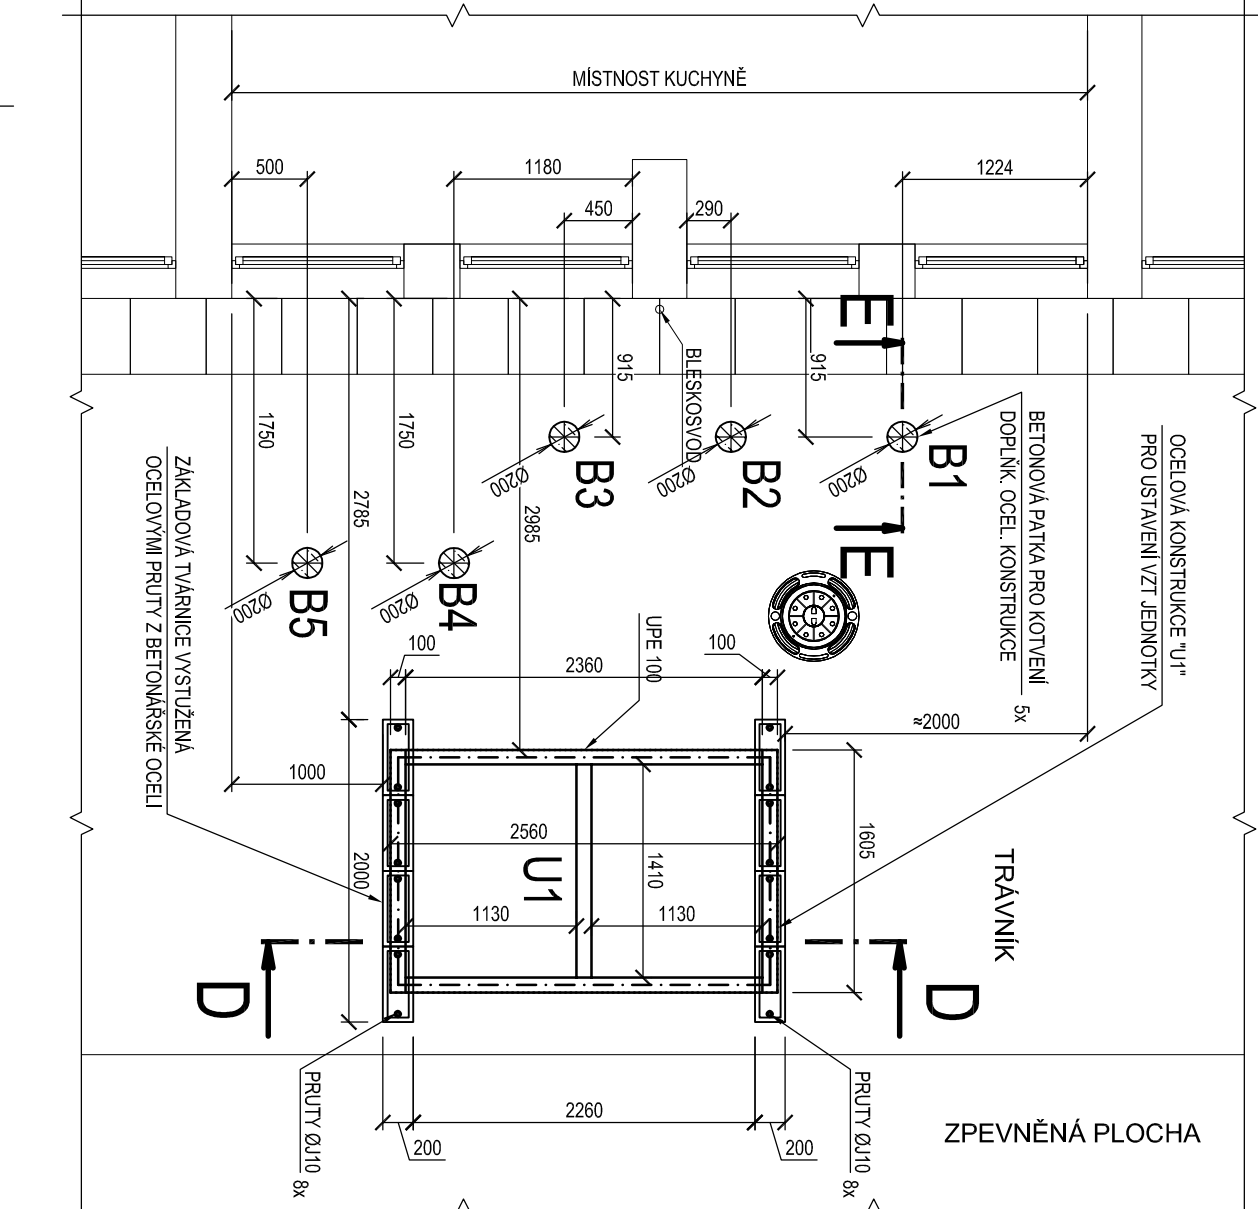 MÍSTNOST KUCHYNĚ
500
1180
1224
450
290
E
915
915
BLESKOSVOD
1750
1750
2785
2985
Ø200
Ø200
Ø200
B3
B2
B1
BETONOVÁ PATKA PRO KOTVENÍ
DOPLŇK. OCEL. KONSTRUKCE
5x
OCELOVÁ KONSTRUKCE "U1"
PRO USTAVENÍ VZT JEDNOTKY
ZÁKLADOVÁ TVÁRNICE VYSTUŽENÁ
OCELOVÝMI PRUTY Z BETONÁŘSKÉ OCELI
E
Ø200
Ø200
B5
B4
100
2360
UPE 100
100
≈2000
1000
2560
1605
2000
U1
1410
1130
1130
TRÁVNÍK
D
D
PRUTY ØJ10
8x
PRUTY ØJ10
8x
2260
200
200
ZPEVNĚNÁ PLOCHA